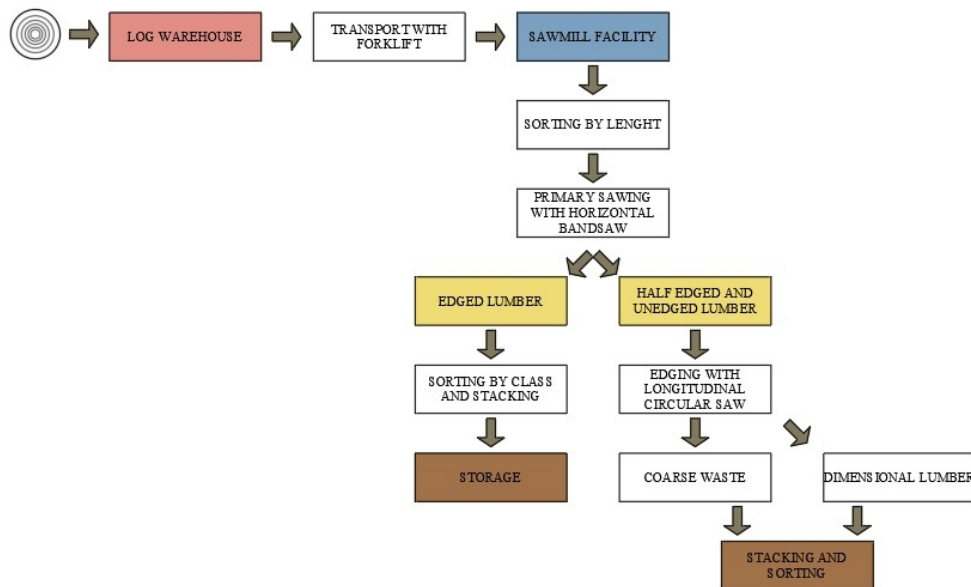 LOG WAREHOUSE
TRANSPORT WITH
FORKLIFT
SAWMILL FACILITY
SORTING BY LENGHT
PRIMARY SAWING
WITH HORIZONTAL
BANDSAW
EDGED LUMBER
HALF EDGED AND
UNEDGED LUMBER
SORTING BY CLASS
AND STACKING
EDGING WITH
LONGITUDINAL
CIRCULAR SAW
STORAGE
COARSE WASTE
DIMENSIONAL LUMBER
STACKING AND
SORTING